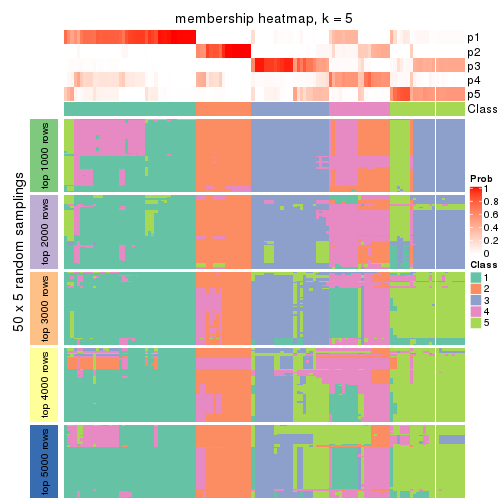 membership heatmap, k = 5
p1
p2
p3
p4
p5
Class
50 x 5 random samplings
top 1000 rows
top 2000 rows
top 3000 rows
top 4000 rows
top 5000 rows
Prob
1
0.8
0.6
0.4
0.2
0
Class
1
2
3
4
5